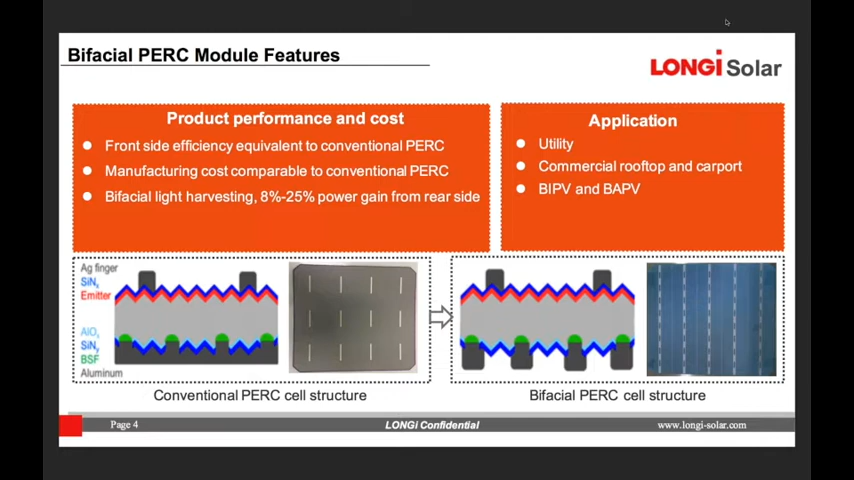 Bifacial PERC Module Features
LONGi Solar
Product performance and cost
Front side efficiency equivalent to conventional PERC
Manufacturing cost comparable to conventional PERC
Bifacial light harvesting, 8%-25% power gain from rear side
Application
Utility
Commercial rooftop and carport
BIPV and BAPV
Ag finger
SiNx
Emitter
AlOx
SiNx
BSF
Aluminum
Conventional PERC cell structure
Bifacial PERC cell structure
Page 4
LONGi Confidential
www.longi-solar.com